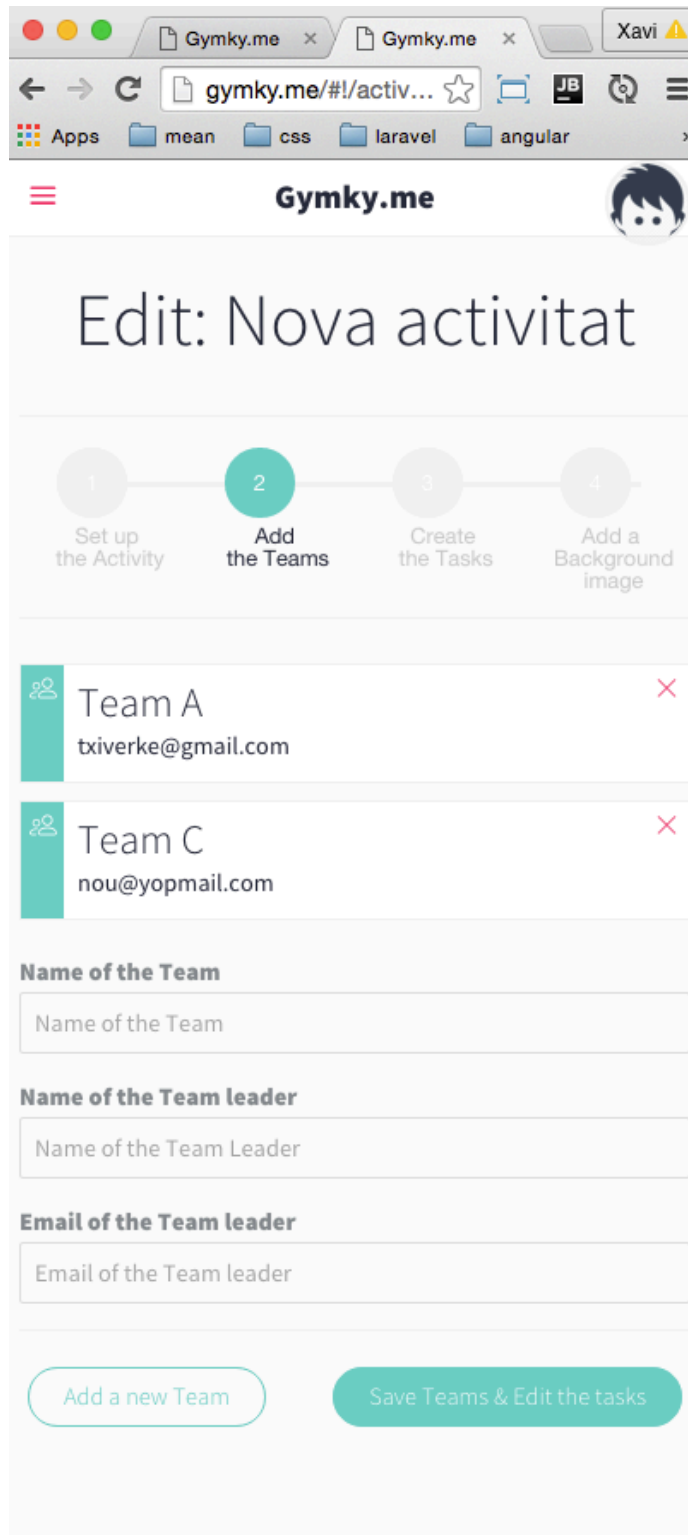 Gymky.me
Gymky.me
Xavi
gymky.me/#!/activ...
JB
Apps
mean
css
laravel
angular
Gymky.me
Edit: Nova activitat
1
2
3
4
Set up
the Activity
Add
the Teams
Create
the Tasks
Add a
Background
image
Team A
txiverke@gmail.com
Team C
nou@yopmail.com
Name of the Team
Name of the Team
Name of the Team leader
Name of the Team Leader
Email of the Team leader
Email of the Team leader
Add a new Team
Save Teams & Edit the tasks